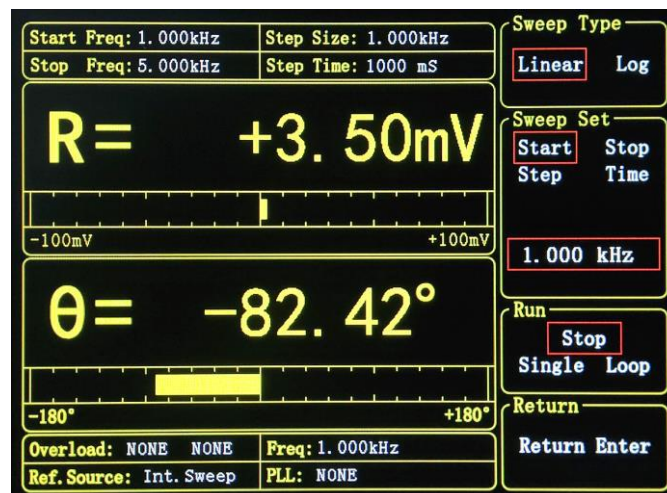 Start Freq: 1.000kHz
Step Size: 1.000kHz
Stop Freq: 5.000kHz
Step Time: 1000 mS
R= +3.50mV
-100mV
+100mV
θ= -82.42°
-180°
+180°
Overload: NONE NONE
Freq: 1.000kHz
Ref.Source: Int.Sweep
PLL: NONE
Sweep Type
Linear Log
Sweep Set
Start Stop
Step Time
1.000 kHz
Run
Stop
Single Loop
Return
Return Enter